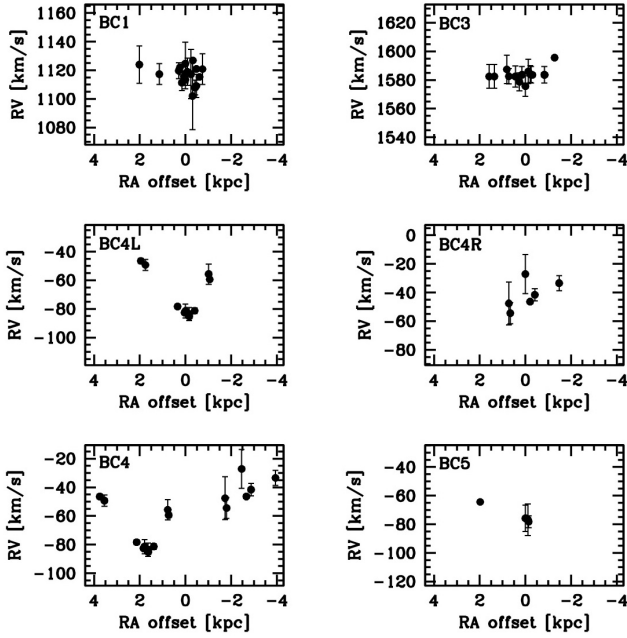 BC1
RV [km/s]
1160
1140
1120
1100
1080
4 2 0 -2 -4
RA offset [kpc]
BC3
RV [km/s]
1620
1600
1580
1560
1540
4 2 0 -2 -4
RA offset [kpc]
BC4L
RV [km/s]
-40
-60
-80
-100
4 2 0 -2 -4
RA offset [kpc]
BC4R
RV [km/s]
0
-20
-40
-60
-80
4 2 0 -2 -4
RA offset [kpc]
BC4
RV [km/s]
-20
-40
-60
-80
-100
4 2 0 -2 -4
RA offset [kpc]
BC5
RV [km/s]
-40
-60
-80
-100
-120
4 2 0 -2 -4
RA offset [kpc]